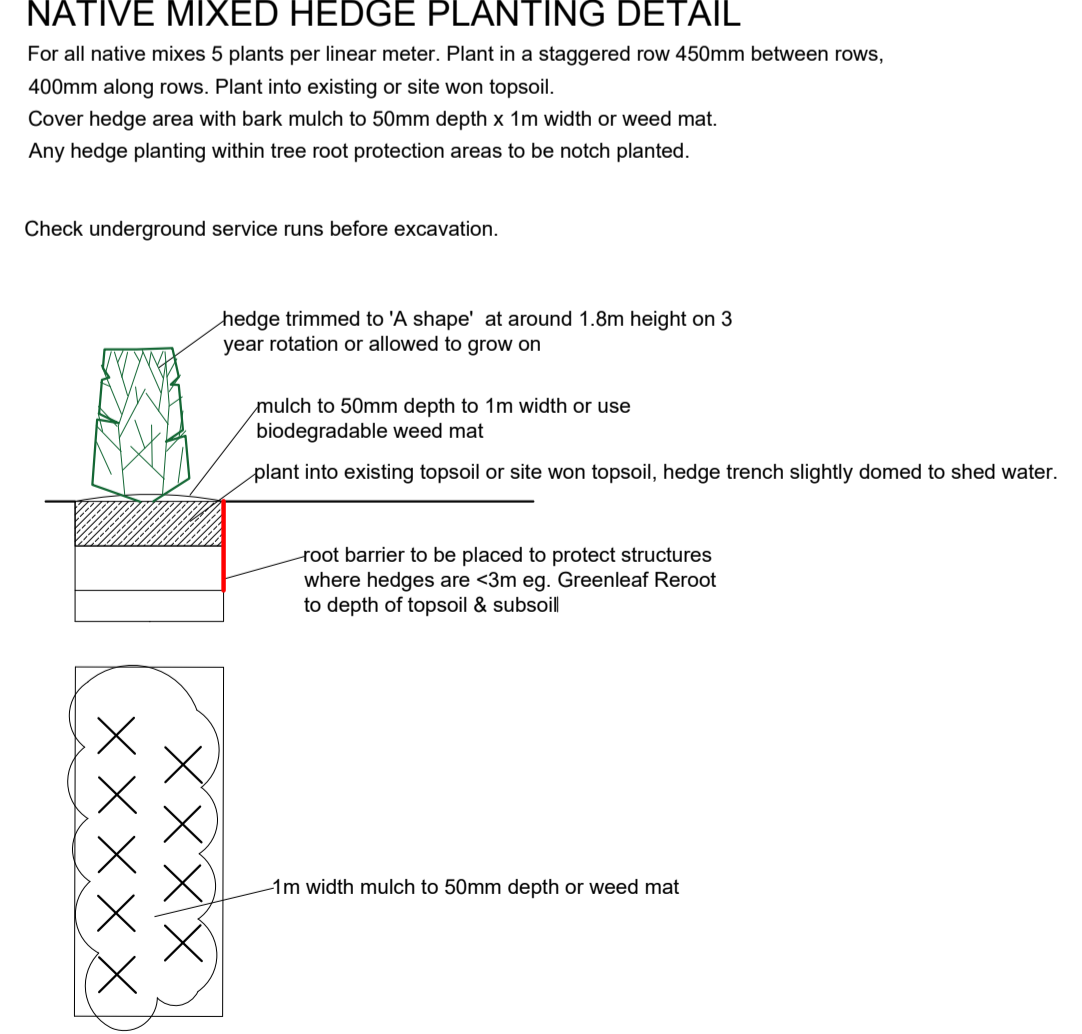 NATIVE MIXED HEDGE PLANTING DETAIL
For all native mixes 5 plants per linear meter. Plant in a staggered row 450mm between rows,
400mm along rows. Plant into existing or site won topsoil.
Cover hedge area with bark mulch to 50mm depth x 1m width or weed mat.
Any hedge planting within tree root protection areas to be notch planted.
Check underground service runs before excavation.
hedge trimmed to 'A shape' at around 1.8m height on 3
year rotation or allowed to grow on
mulch to 50mm depth to 1m width or use
biodegradable weed mat
plant into existing topsoil or site won topsoil, hedge trench slightly domed to shed water.
root barrier to be placed to protect structures
where hedges are <3m eg. Greenleaf Reroot
to depth of topsoil & subsoil
1m width mulch to 50mm depth or weed mat